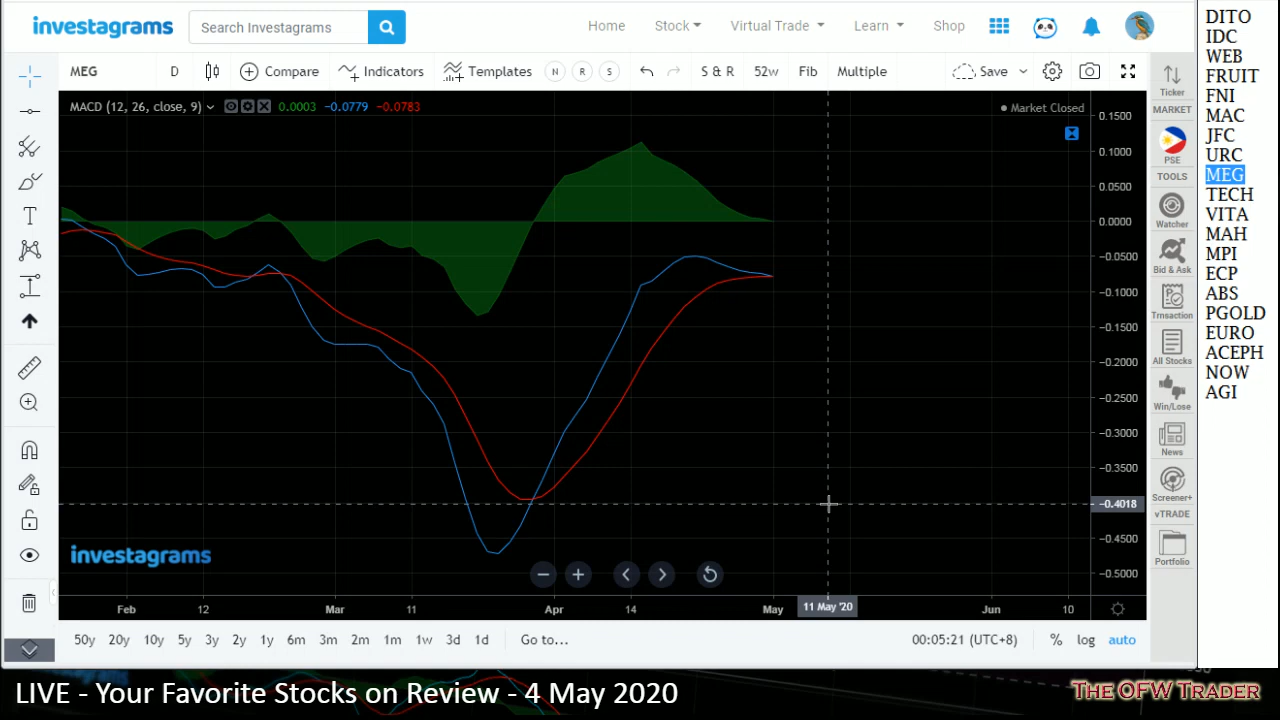 investagrams
Search Investagrams
Home
Stock
Virtual Trade
Learn
Shop
MEG
D
Compare
Indicators
Templates
N
R
S
S & R
52w
Fib
Multiple
Save
MACD (12, 26, close, 9)
0.0003
−0.0779
−0.0783
Market Closed
0.1500
0.1000
0.0500
0.0000
−0.0500
−0.1000
−0.1500
−0.2000
−0.2500
−0.3000
−0.3500
−0.4018
−0.4500
−0.5000
investagrams
Feb
12
Mar
11
Apr
14
May
11 May '20
Jun
10
50y
20y
10y
5y
3y
2y
1y
6m
3m
2m
1m
1w
3d
1d
Go to...
00:05:21 (UTC+8)
%
log
auto
Ticker
MARKET
PSE
TOOLS
Watcher
Bid & Ask
Trnsaction
All Stocks
Win/Lose
News
Screener+
vTRADE
Portfolio
DITO
IDC
WEB
FRUIT
FNI
MAC
JFC
URC
MEG
TECH
VITA
MAH
MPI
ECP
ABS
PGOLD
EURO
ACEPH
NOW
AGI
LIVE - Your Favorite Stocks on Review - 4 May 2020
THE OFW TRADER